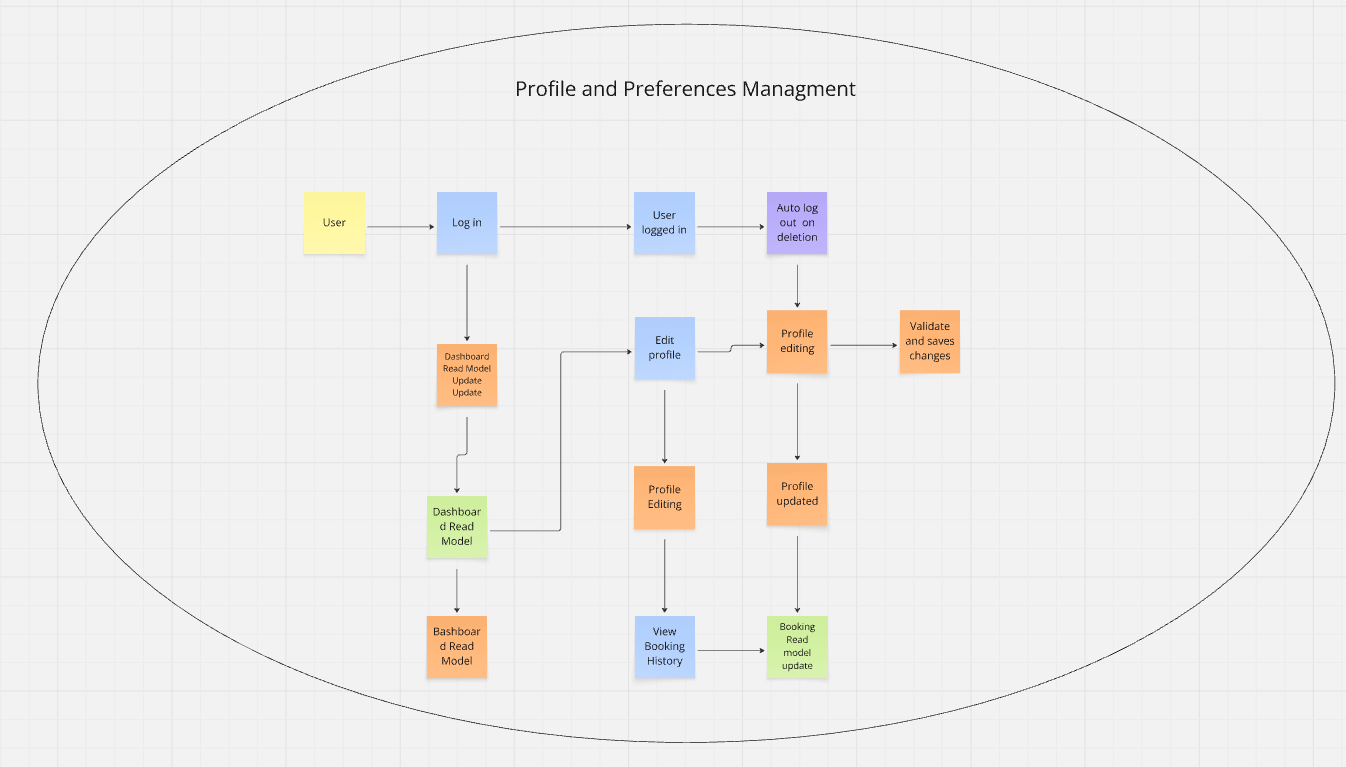 Profile and Preferences Managment
User
Log in
User
logged in
Auto log
out on
deletion
Dashboard
Read Model
Update
Update
Edit
profile
Profile
editing
Validate
and saves
changes
Dashboar
d Read
Model
Profile
Editing
Profile
updated
Bashboar
d Read
Model
View
Booking
History
Booking
Read
model
update